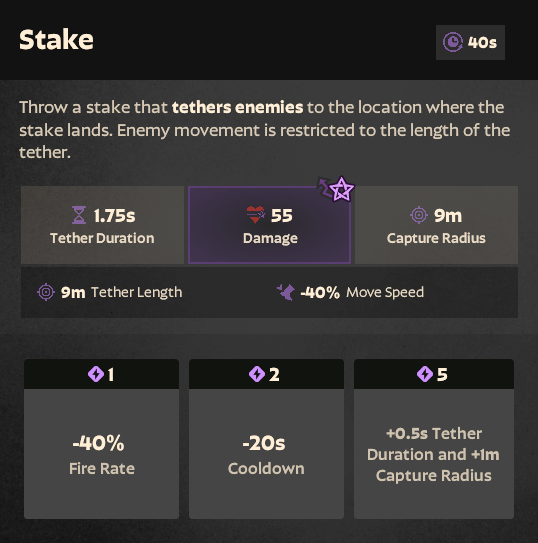 Stake
40s
Throw a stake that tethers enemies to the location where the
stake lands. Enemy movement is restricted to the length of the
tether.
1.75s
Tether Duration
55
Damage
9m
Capture Radius
9m Tether Length
-40% Move Speed
1
-40%
Fire Rate
2
-20s
Cooldown
5
+0.5s Tether
Duration and +1m
Capture Radius